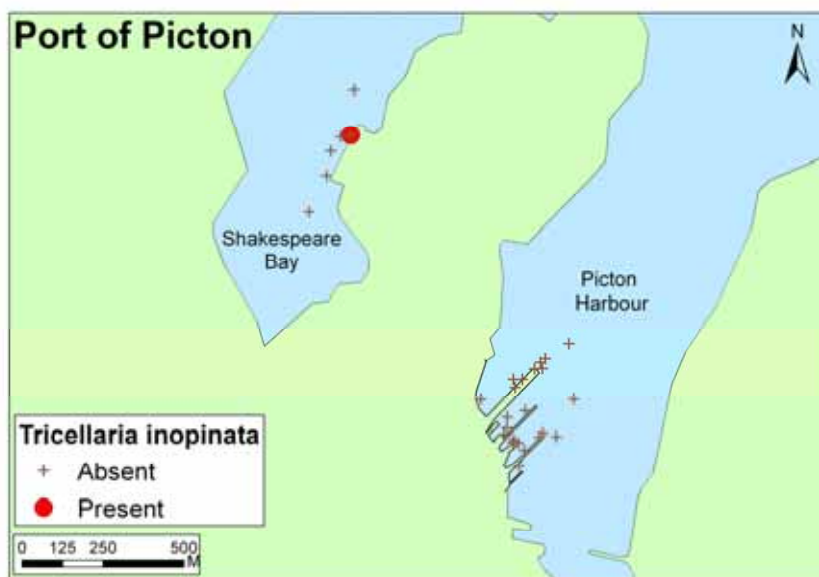 Port of Picton
N
Shakespeare
Bay
Picton
Harbour
Tricellaria inopinata
Absent
Present
0 125 250 500
M